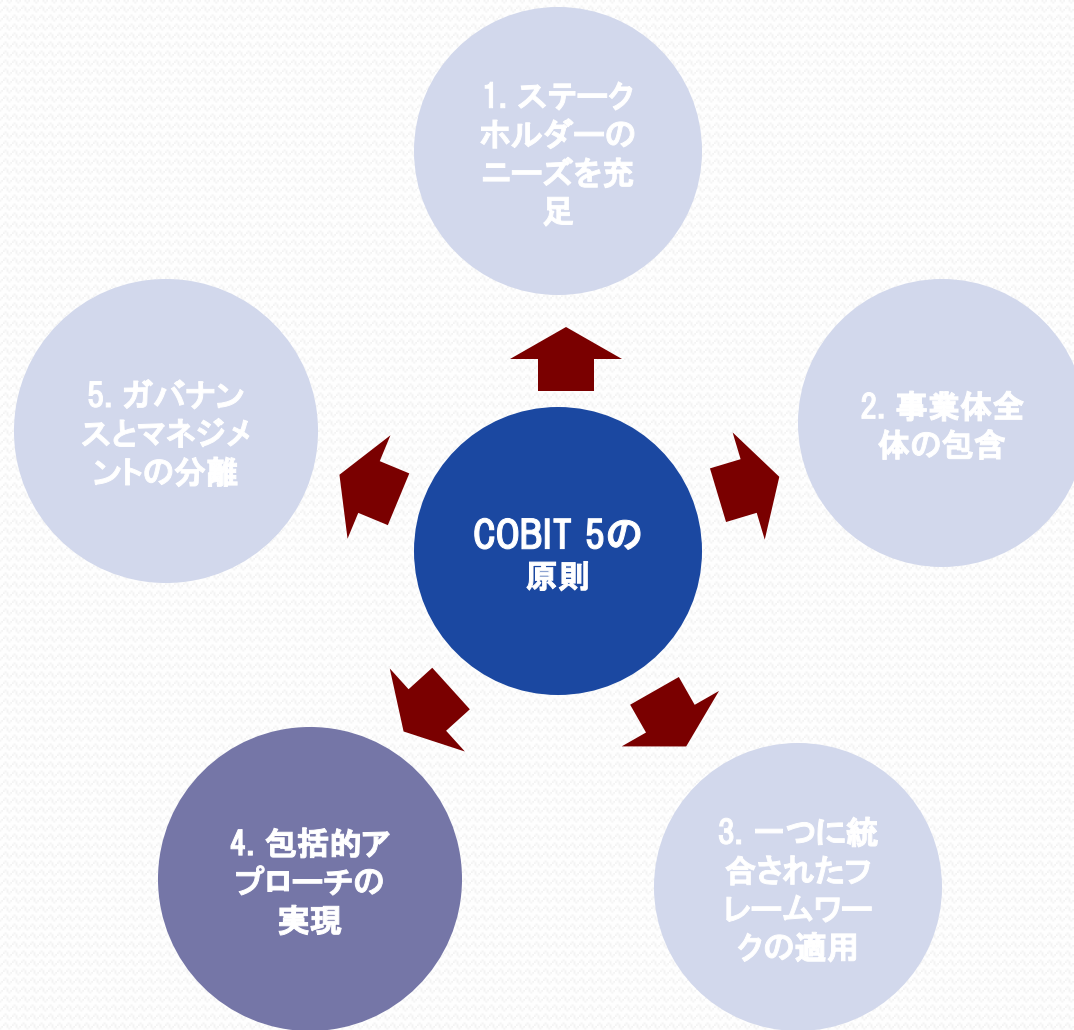 1. ステーク
ホルダーの
ニーズを充
足
2. 事業体全
体の包含
3. 一つに統
合されたフ
レームワー
クの適用
4. 包括的ア
プローチの
実現
5. ガバナン
スとマネジメ
ントの分離
COBIT 5の
原則